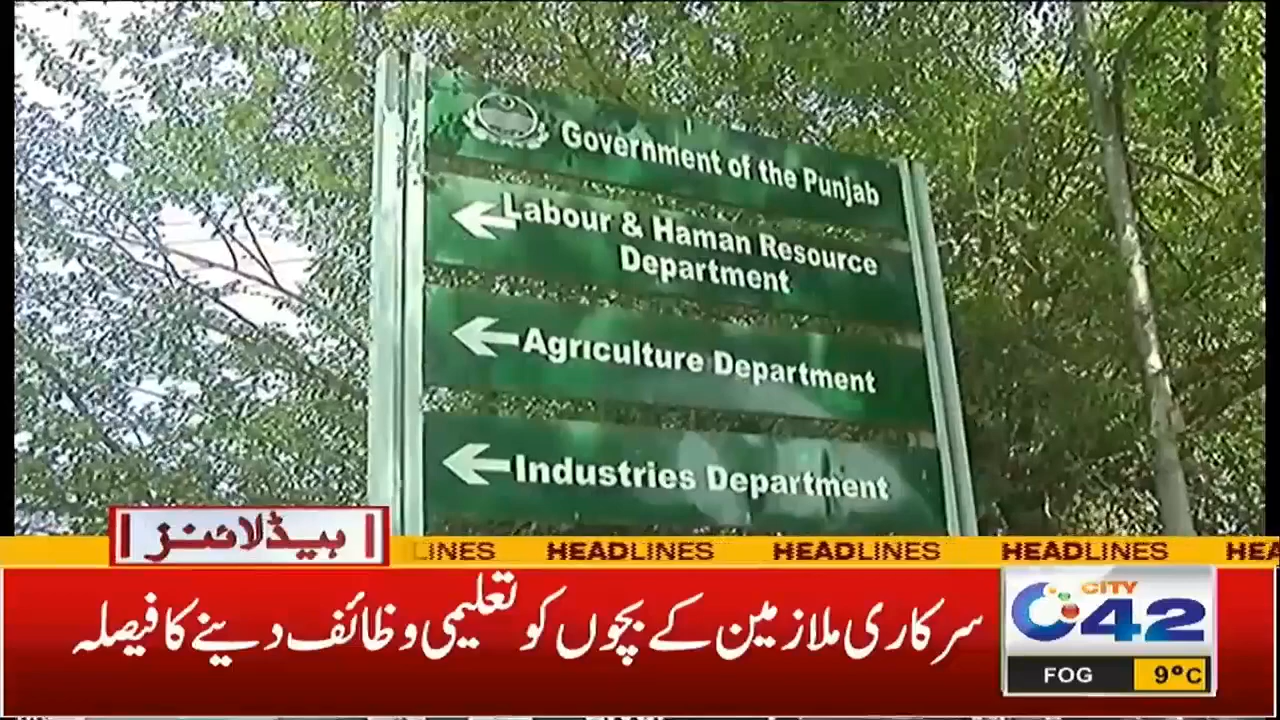 Government of the Punjab
Labour & Haman Resource
Department
Agriculture Department
Industries Department
ہیڈلائنز
LINES HEADLINES HEADLINES HEADLINES HEA
سرکاری ملازمین کے بچوں کو تعلیمی وظائف دینے کا فیصلہ
CITY
42
FOG 9°C